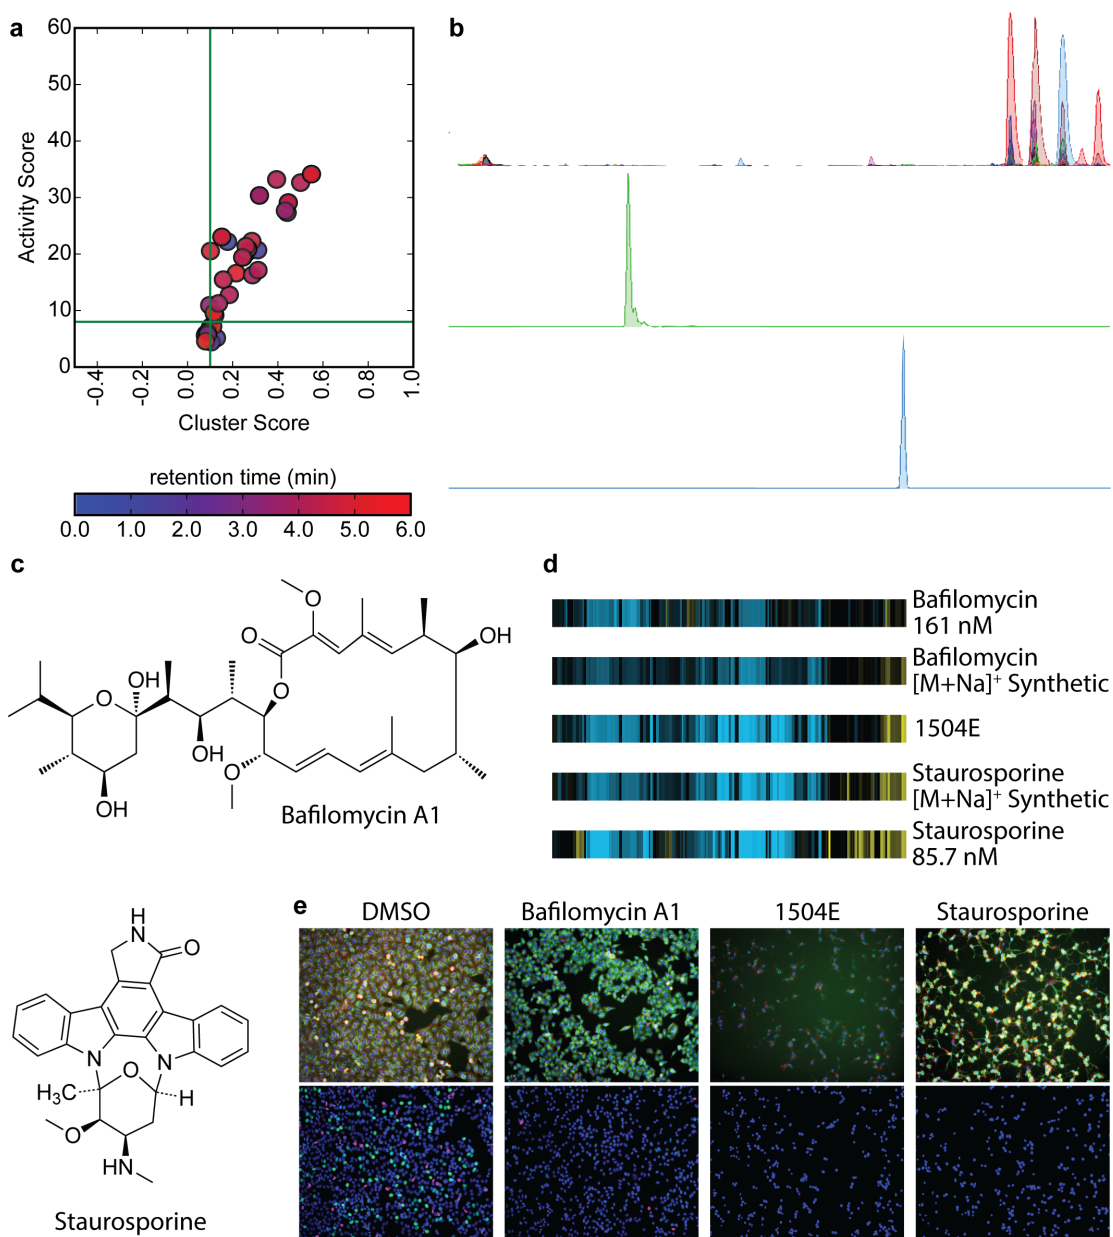 a
60
50
40
30
20
10
0
Activity Score
-0.4
-0.2
0.0
0.2
0.4
0.6
0.8
1.0
Cluster Score
retention time (min)
0.0 1.0 2.0 3.0 4.0 5.0 6.0
b
c
O
O
O
OH
OH
O
OH
O
OH
Bafilomycin A1
d
Bafilomycin
161 nM
Bafilomycin
[M+Na]+ Synthetic
1504E
Staurosporine
[M+Na]+ Synthetic
Staurosporine
85.7 nM
H
N
O
N
N
O
H3C
H
O
HN
Staurosporine
e
DMSO
Bafilomycin A1
1504E
Staurosporine